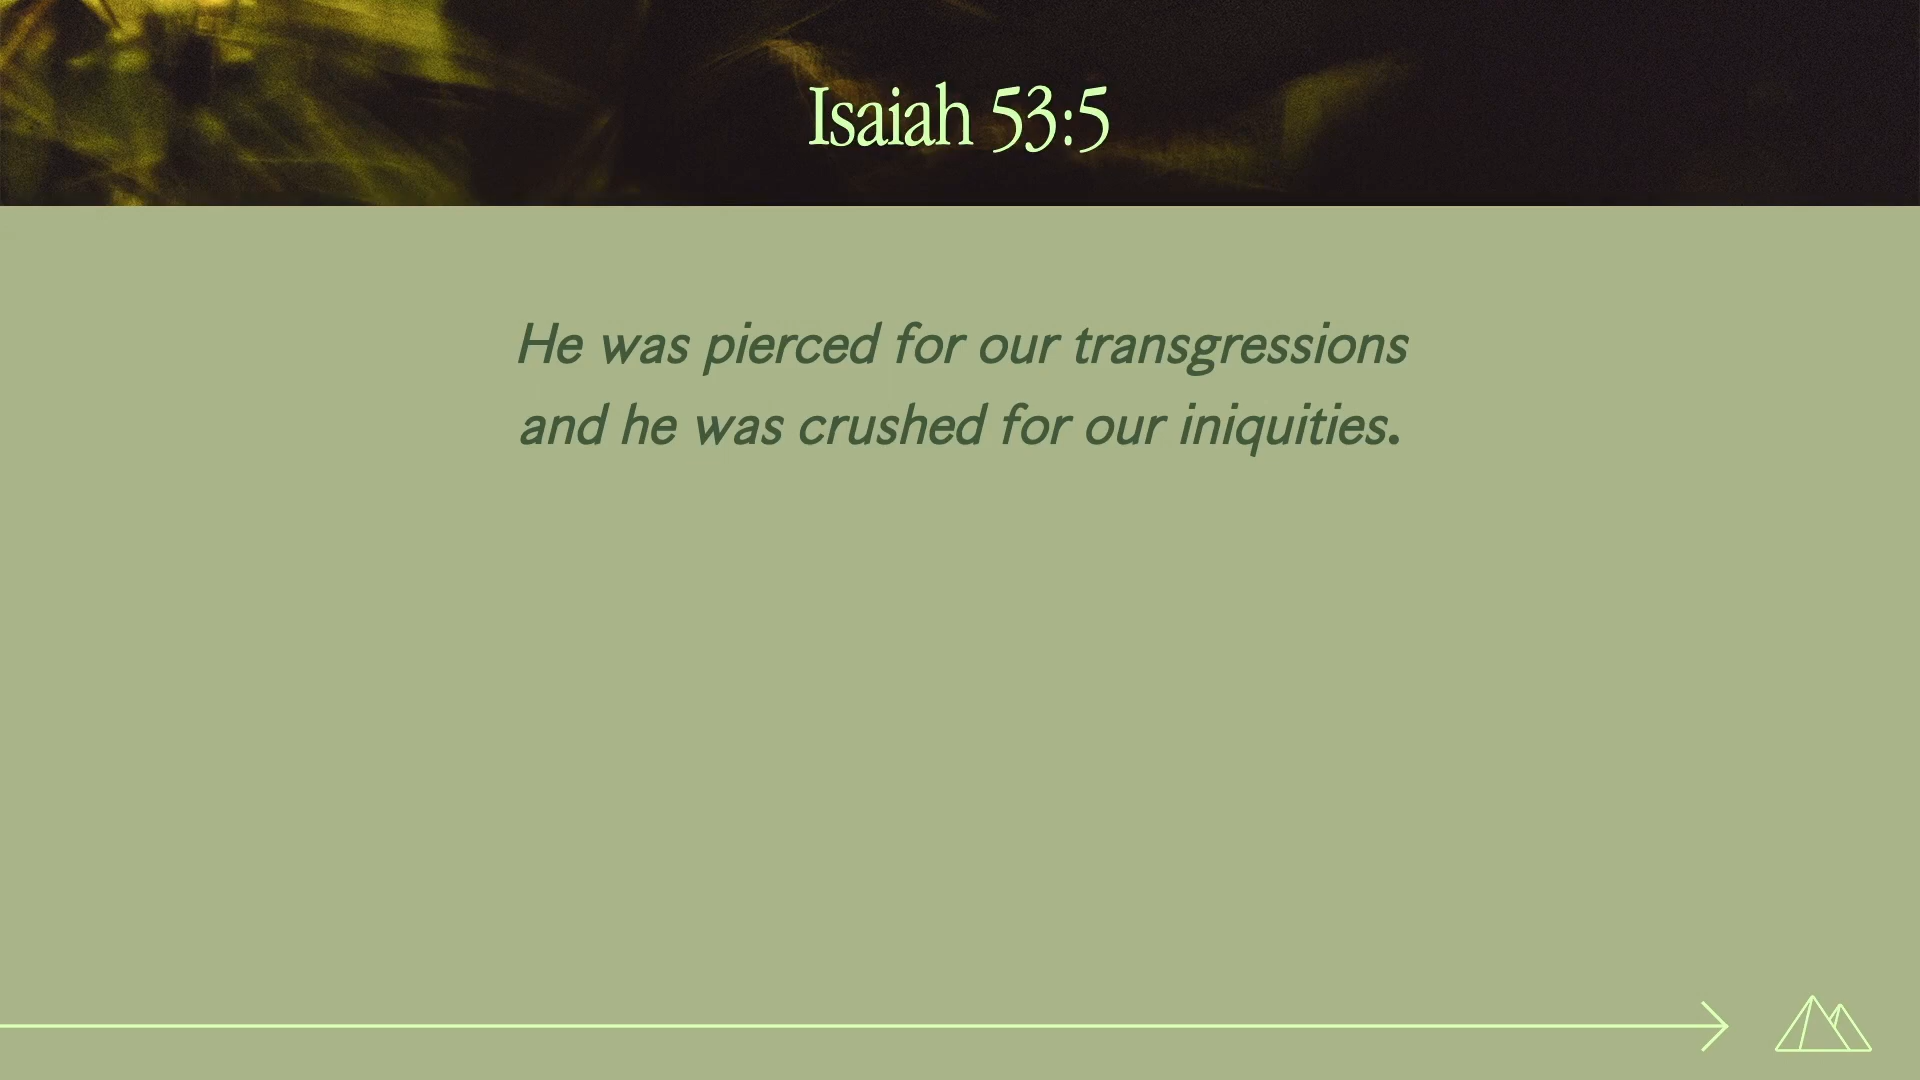 Isaiah 53:5
He was pierced for our transgressions
and he was crushed for our iniquities.